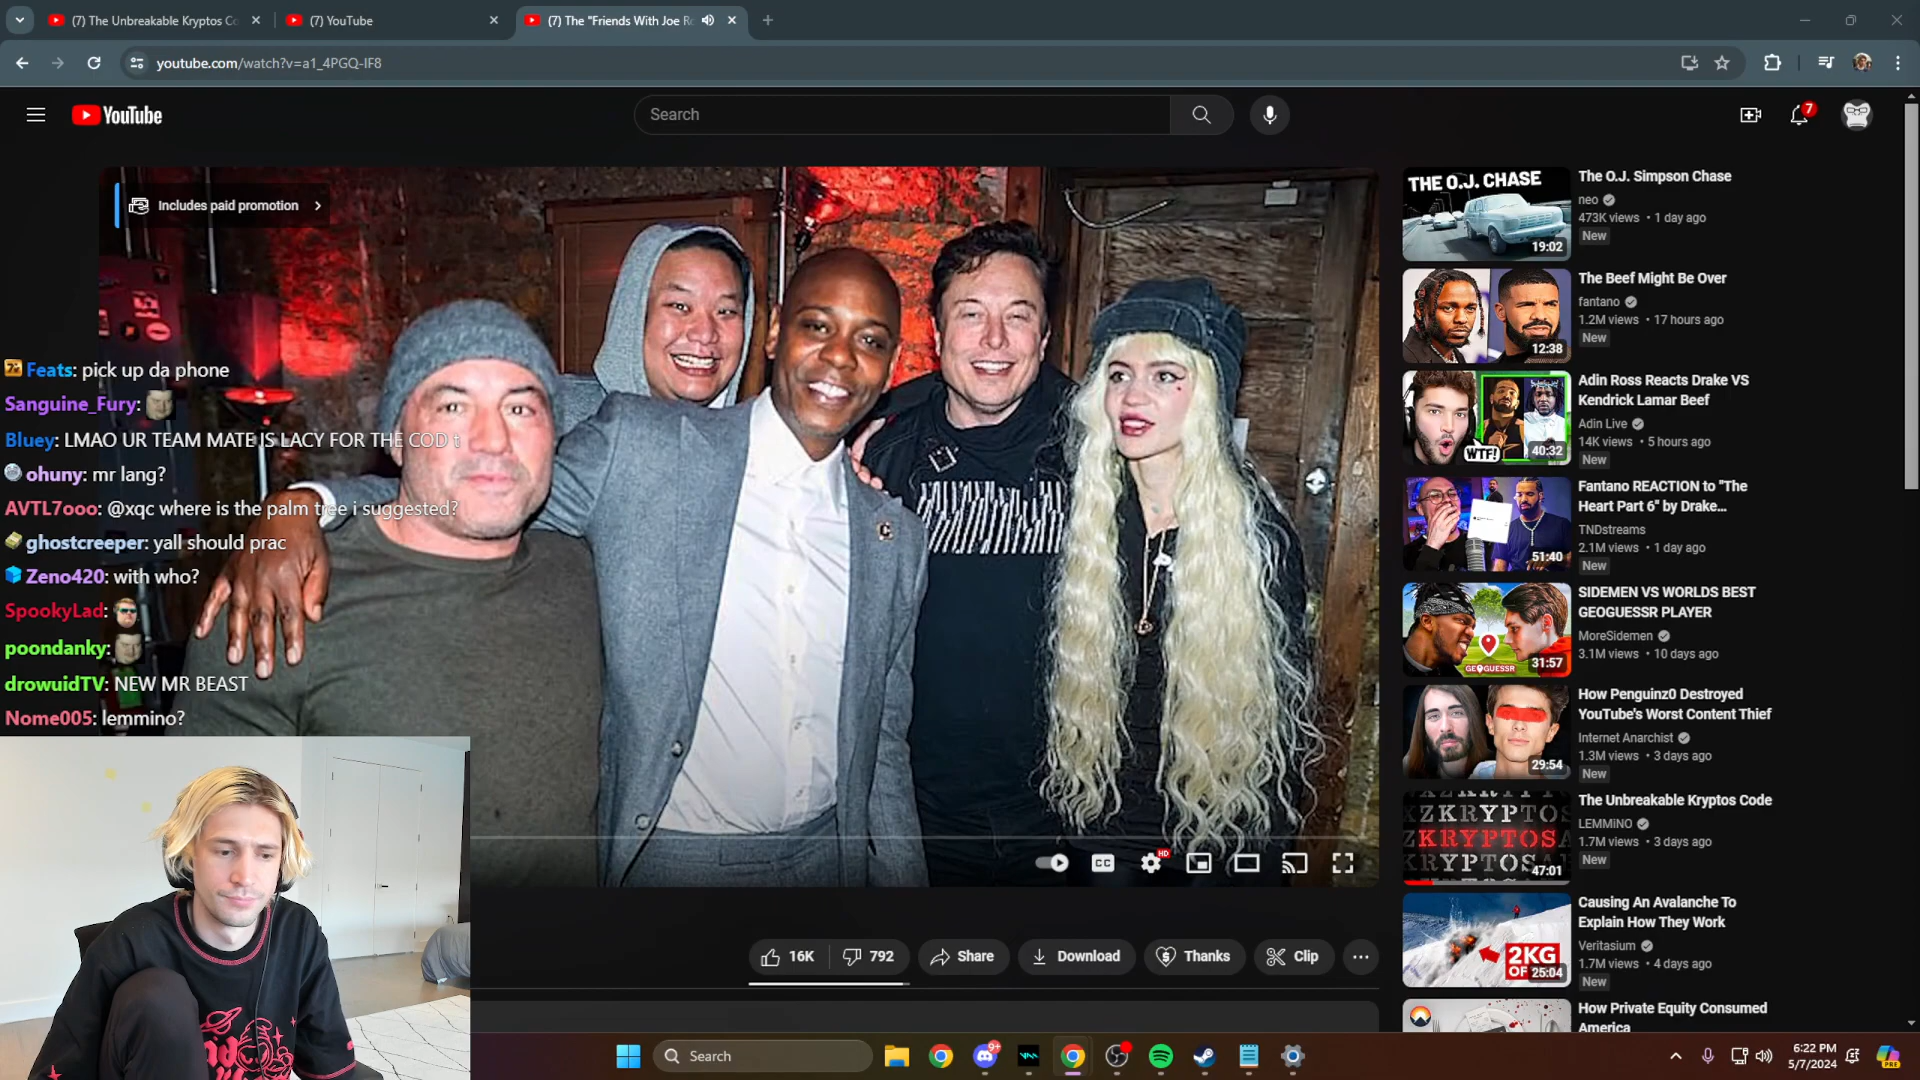 (7) The Unbreakable Kryptos Co
(7) YouTube
(7) The "Friends With Joe Ro
youtube.com/watch?v=a1_4PGQ-IF8
YouTube
Search
7
Includes paid promotion
Feats: pick up da phone
Sanguine_Fury:
Bluey: LMAO UR TEAM MATE IS LACY FOR THE COD t
ohuny: mr lang?
AVTL7ooo: @xqc where is the palm tree i suggested?
ghostcreeper: yall should prac
Zeno420: with who?
SpookyLad:
poondanky:
drowuidTV: NEW MR BEAST
Nome005: lemmino?
CC
HD
16K
792
Share
Download
Thanks
Clip
THE O.J. CHASE
19:02
The O.J. Simpson Chase
neo
473K views • 1 day ago
New
12:38
The Beef Might Be Over
fantano
1.2M views • 17 hours ago
New
WTF!
40:32
Adin Ross Reacts Drake VS
Kendrick Lamar Beef
Adin Live
14K views • 5 hours ago
New
51:40
Fantano REACTION to "The
Heart Part 6" by Drake...
TNDstreams
2.1M views • 1 day ago
New
GEOGUESSR
31:57
SIDEMEN VS WORLDS BEST
GEOGUESSR PLAYER
MoreSidemen
3.1M views • 10 days ago
29:54
How Penguinz0 Destroyed
YouTube's Worst Content Thief
Internet Anarchist
1.3M views • 3 days ago
New
XZKRYPTOS
ZKRYPTOSA
KRYPTOSA
47:01
The Unbreakable Kryptos Code
LEMMiNO
1.7M views • 3 days ago
New
2KG
OF
25:04
Causing An Avalanche To
Explain How They Work
Veritasium
1.7M views • 4 days ago
New
How Private Equity Consumed
America
Search
9+
6:22 PM
5/7/2024
PRE